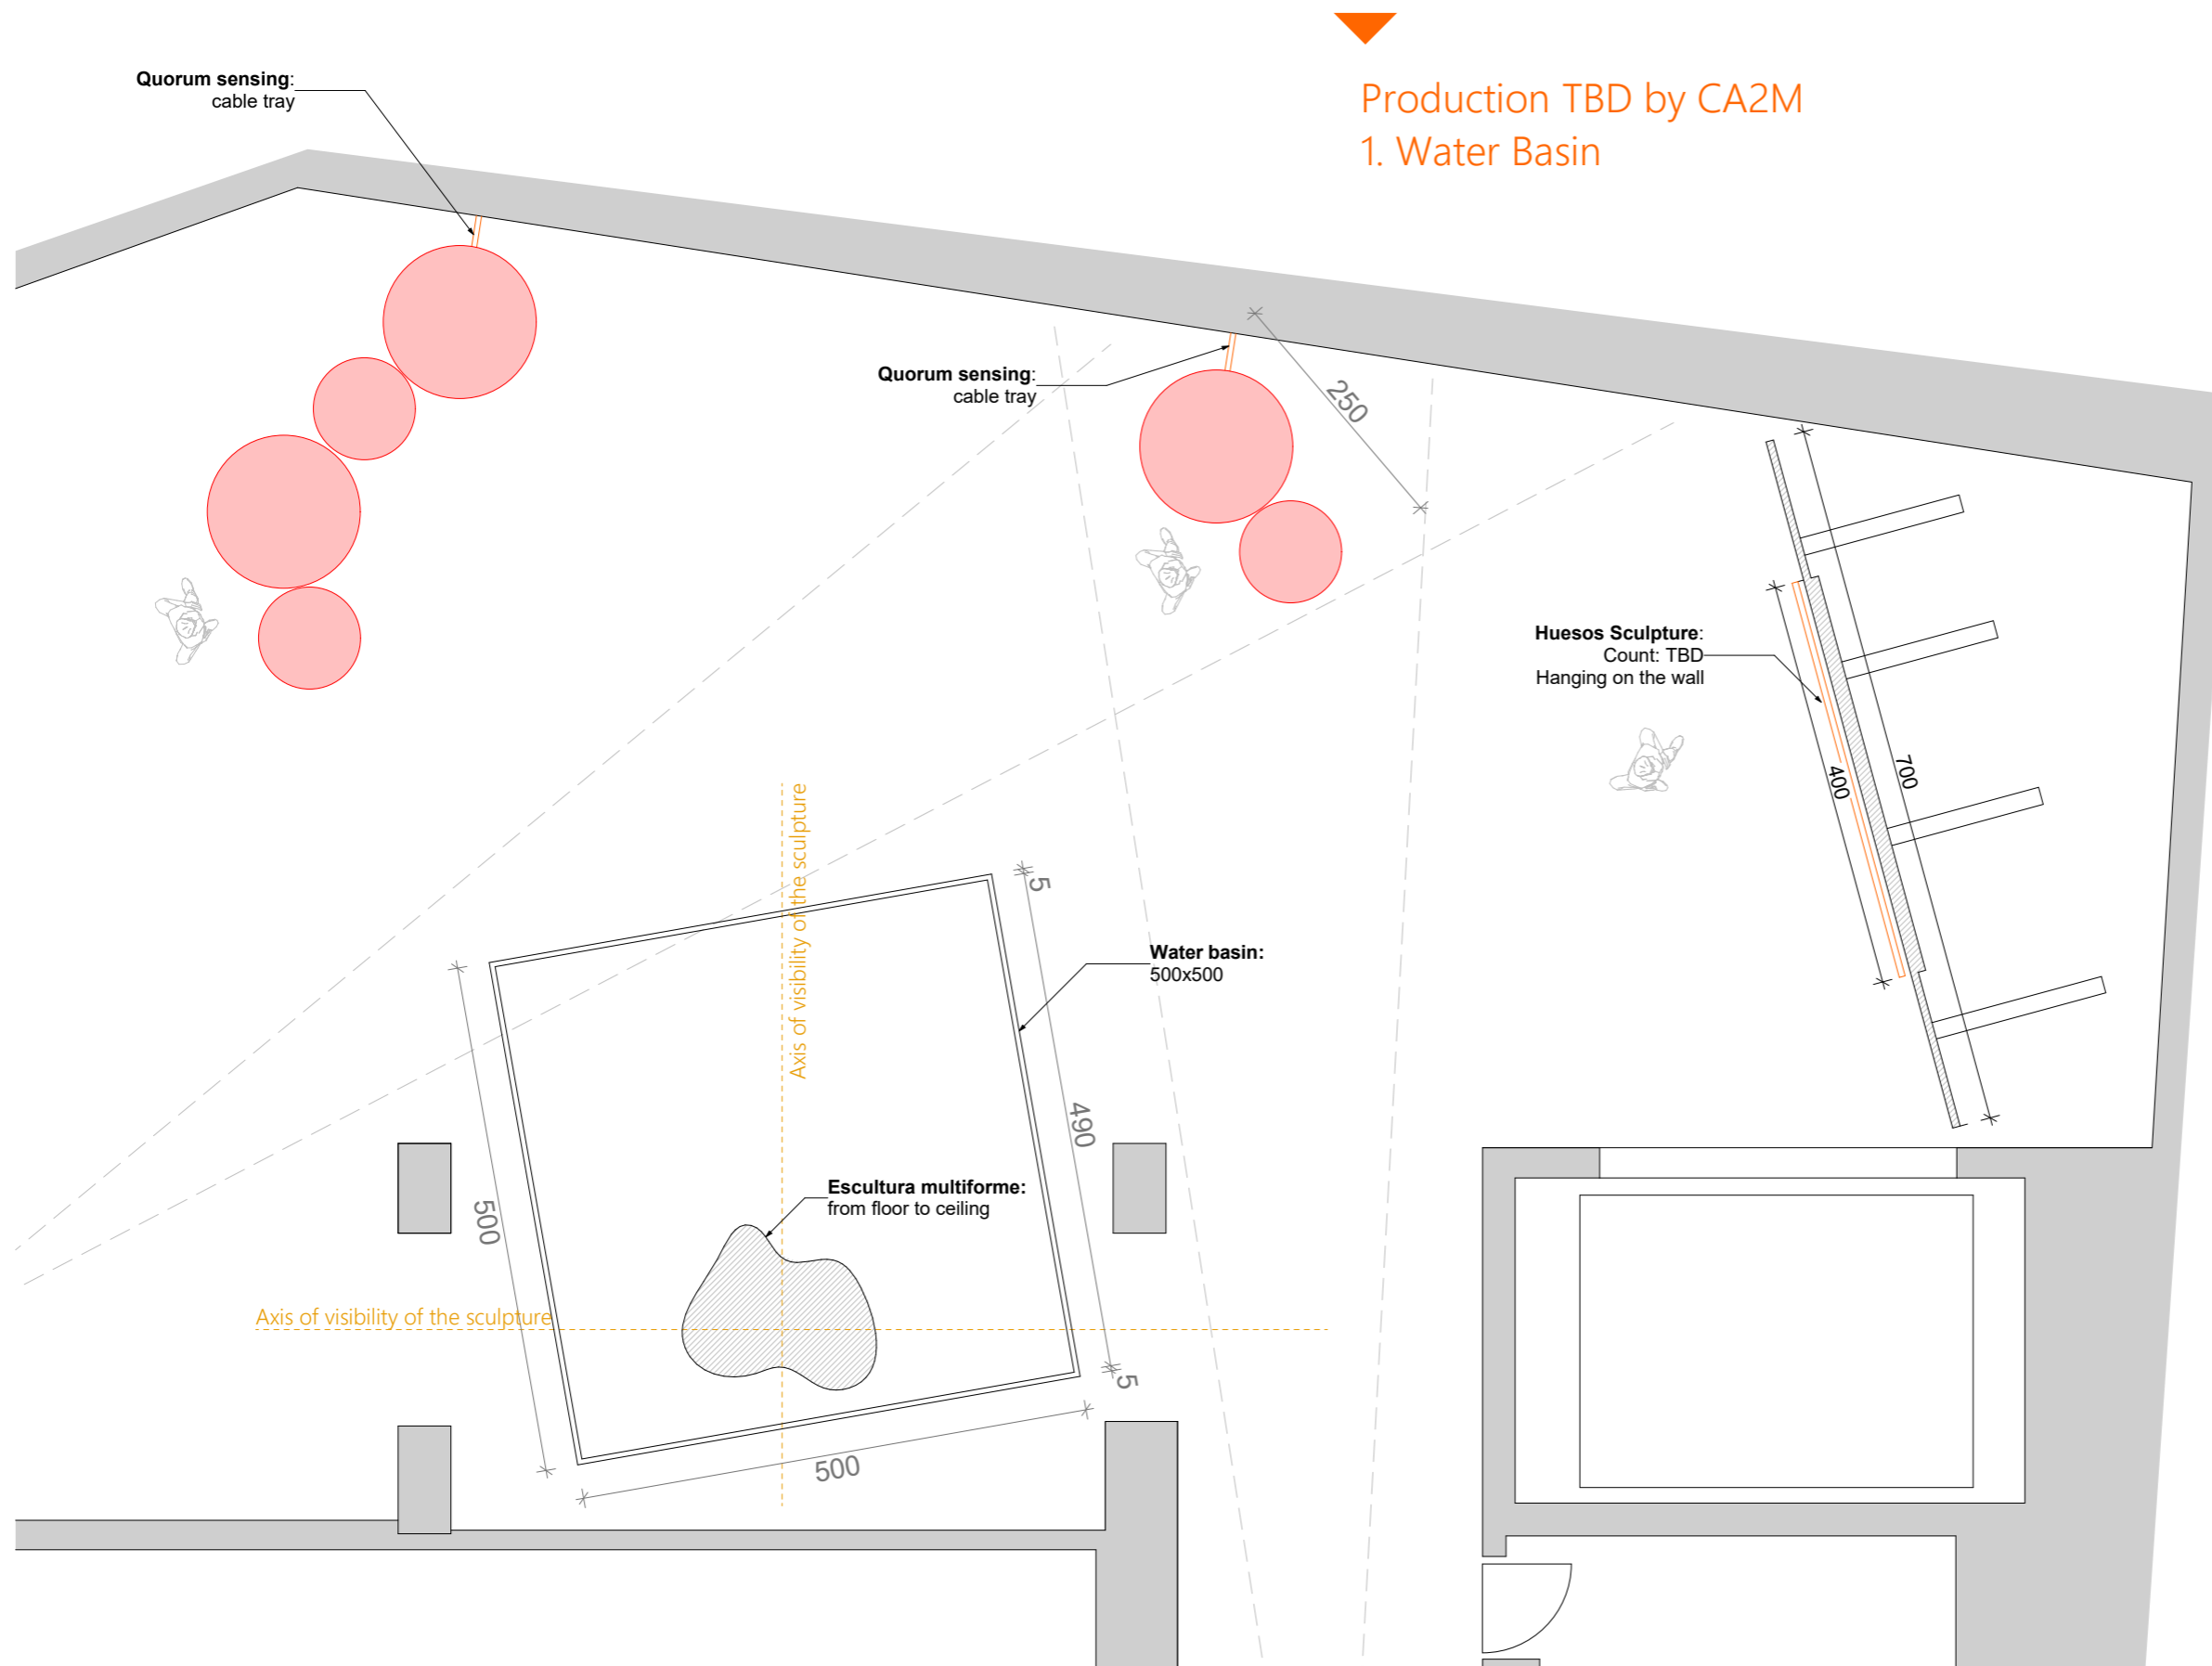 Production TBD by CA2M
1. Water Basin
Quorum sensing:
cable tray
Quorum sensing:
cable tray
250
Huesos Sculpture:
Count: TBD
Hanging on the wall
400
700
Axis of visibility of the sculpture
5
Water basin:
500x500
490
Escultura multiforme:
from floor to ceiling
500
Axis of visibility of the sculpture
5
500